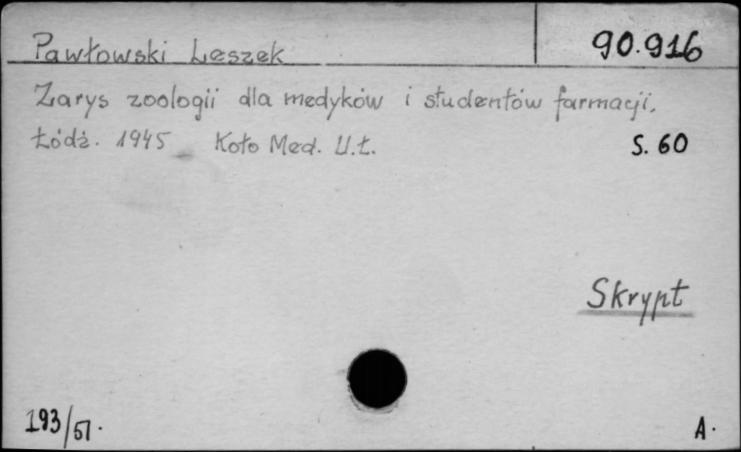 Pawłowski Leszek
90.916
Zarys zoologii dla medyków i studentów farmacji.
Łódź. 1945 Koło Med. U.Ł.
S. 60
Skrypt
193/51.
A.